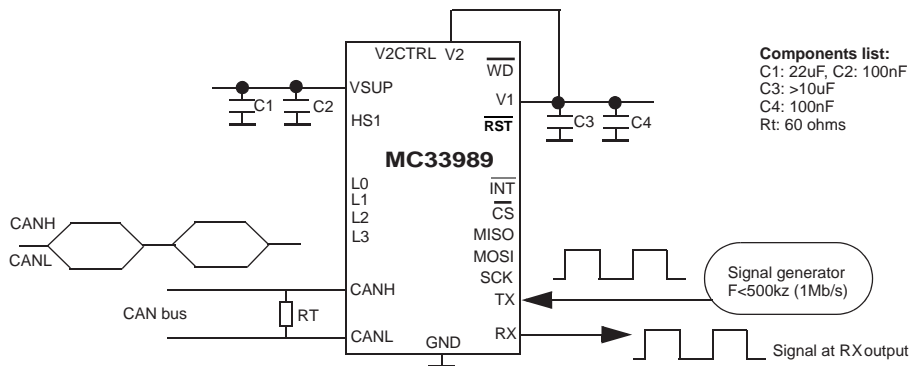 V2CTRL V2
WD
VSUP
V1
C1
C2
HS1
RST
C3
C4
MC33989
L0
L1
L2
L3
INT
CS
MISO
MOSI
SCK
TX
RX
CANH
CANL
CANH
CAN bus
RT
CANL
GND
Signal generator
F<500kz (1Mb/s)
Signal at RX output
Components list:
C1: 22uF, C2: 100nF
C3: >10uF
C4: 100nF
Rt: 60 ohms